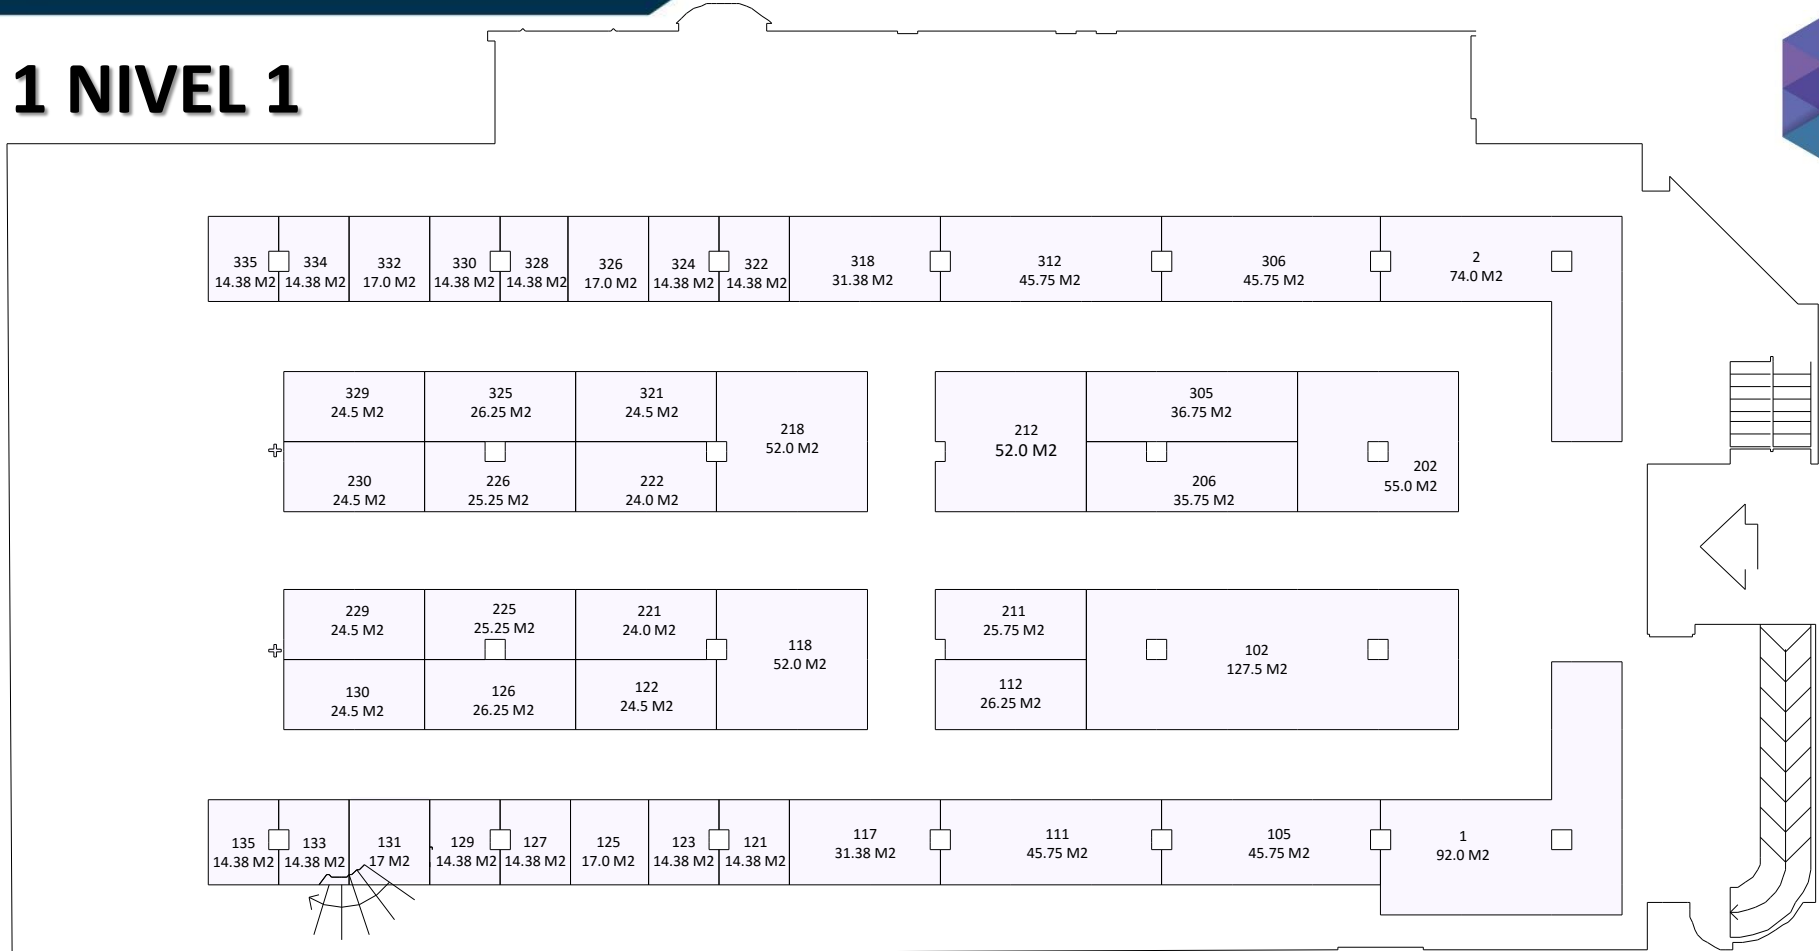 1 NIVEL 1
335
14.38 M2
334
14.38 M2
332
17.0 M2
330
14.38 M2
328
14.38 M2
326
17.0 M2
324
14.38 M2
322
14.38 M2
318
31.38 M2
312
45.75 M2
306
45.75 M2
2
74.0 M2
329
24.5 M2
325
26.25 M2
321
24.5 M2
218
52.0 M2
230
24.5 M2
226
25.25 M2
222
24.0 M2
212
52.0 M2
305
36.75 M2
206
35.75 M2
202
55.0 M2
229
24.5 M2
225
25.25 M2
221
24.0 M2
118
52.0 M2
130
24.5 M2
126
26.25 M2
122
24.5 M2
211
25.75 M2
112
26.25 M2
102
127.5 M2
135
14.38 M2
133
14.38 M2
131
17 M2
129
14.38 M2
127
14.38 M2
125
17.0 M2
123
14.38 M2
121
14.38 M2
117
31.38 M2
111
45.75 M2
105
45.75 M2
1
92.0 M2